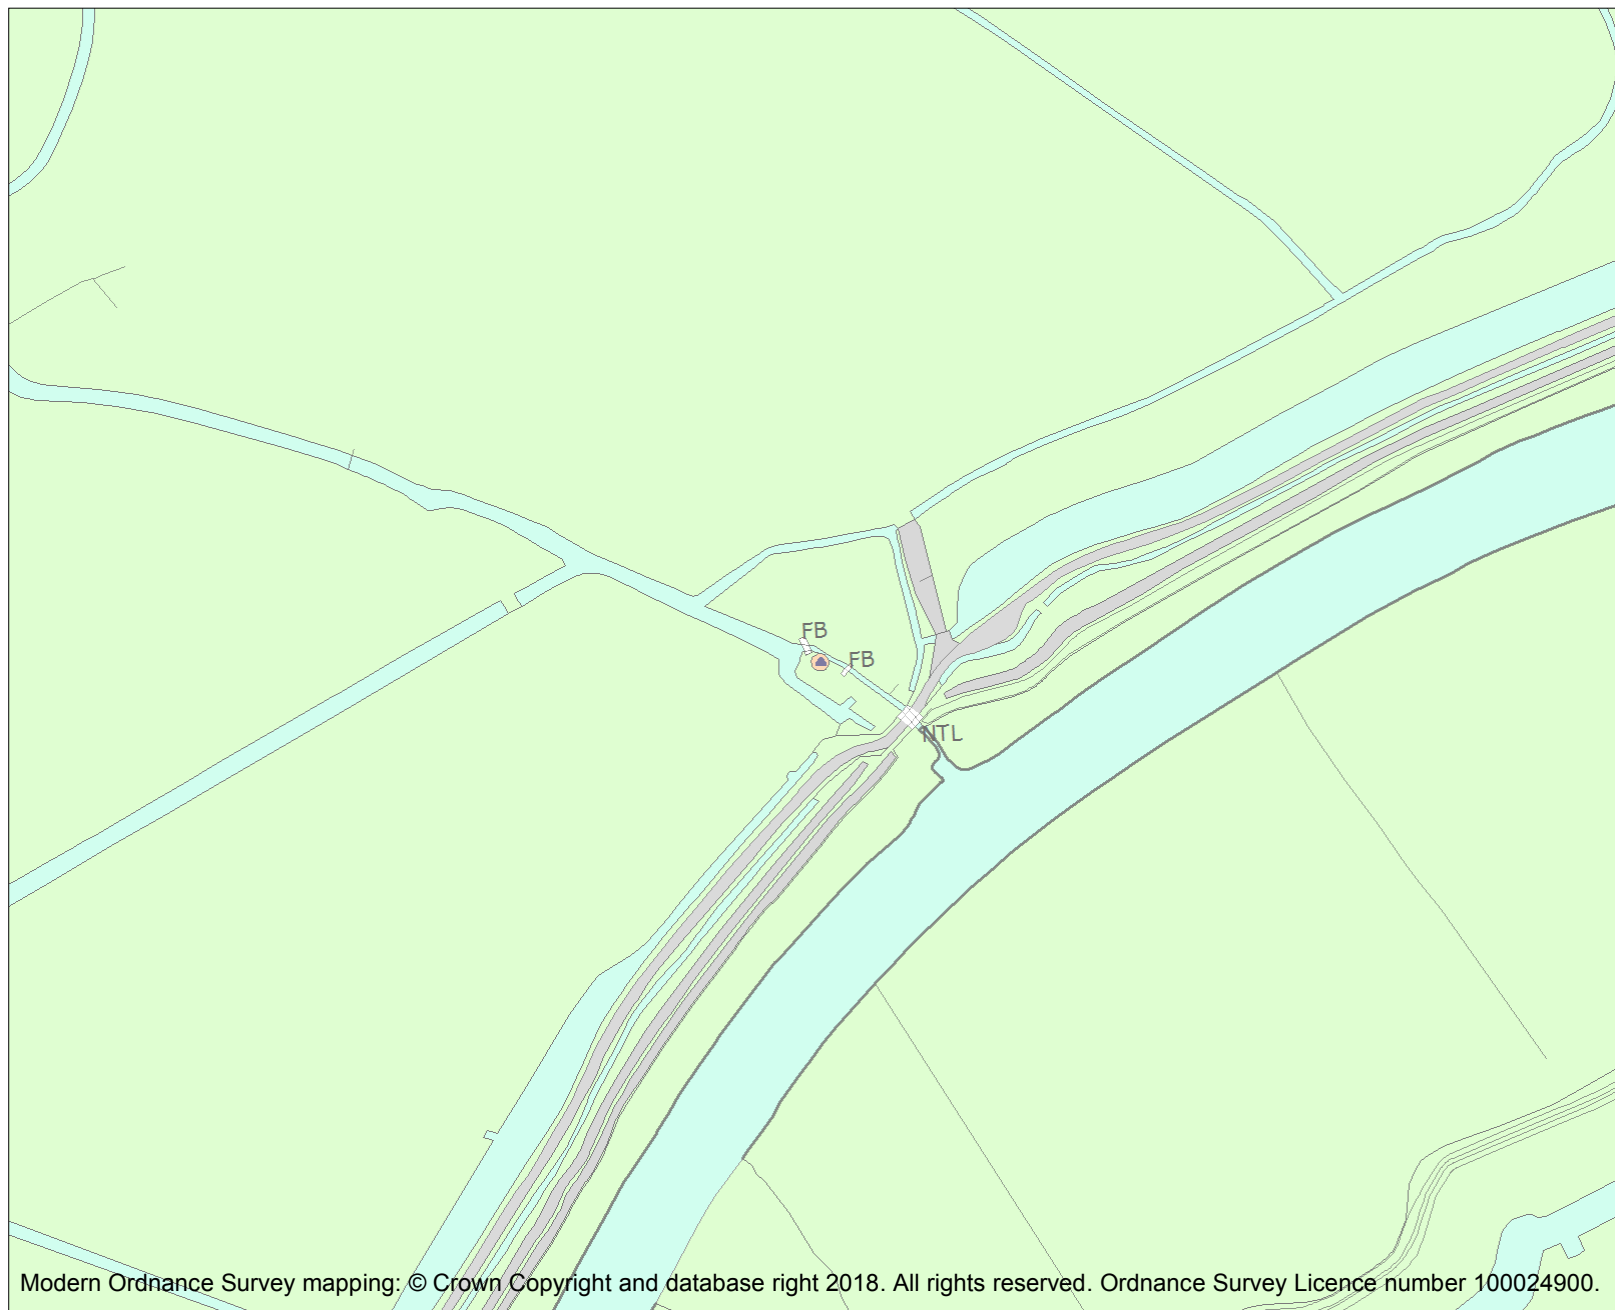 FB
FB
NTL
Modern Ordnance Survey mapping: © Crown Copyright and database right 2018. All rights reserved. Ordnance Survey Licence number 100024900.